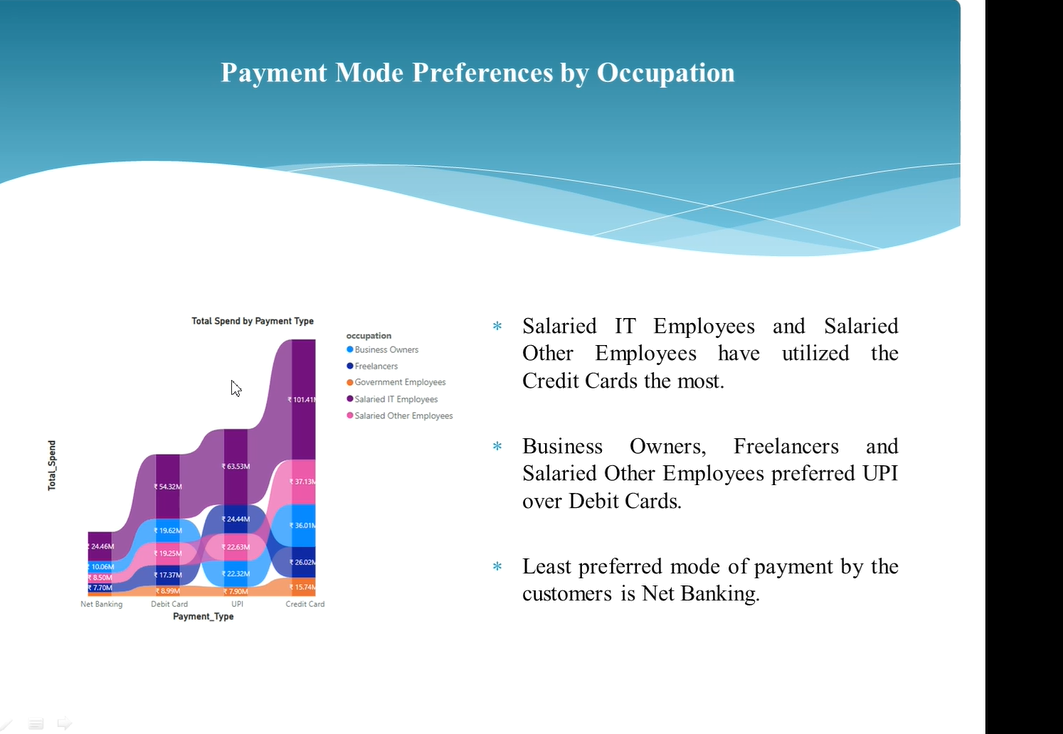 Payment Mode Preferences by Occupation
Total Spend by Payment Type
occupation
Business Owners
Freelancers
Government Employees
Salaried IT Employees
Salaried Other Employees
Total_Spend
₹ 24.46M
₹ 10.06M
₹ 8.50M
₹ 7.70M
₹ 54.32M
₹ 19.62M
₹ 19.25M
₹ 17.37M
₹ 8.99M
₹ 63.53M
₹ 24.44M
₹ 22.63M
₹ 22.32M
₹ 7.90M
₹ 101.41M
₹ 37.13M
₹ 36.01M
₹ 26.02M
₹ 15.74M
Net Banking Debit Card UPI Credit Card
Payment_Type
* Salaried IT Employees and Salaried
Other Employees have utilized the
Credit Cards the most.
* Business Owners, Freelancers and
Salaried Other Employees preferred UPI
over Debit Cards.
* Least preferred mode of payment by the
customers is Net Banking.